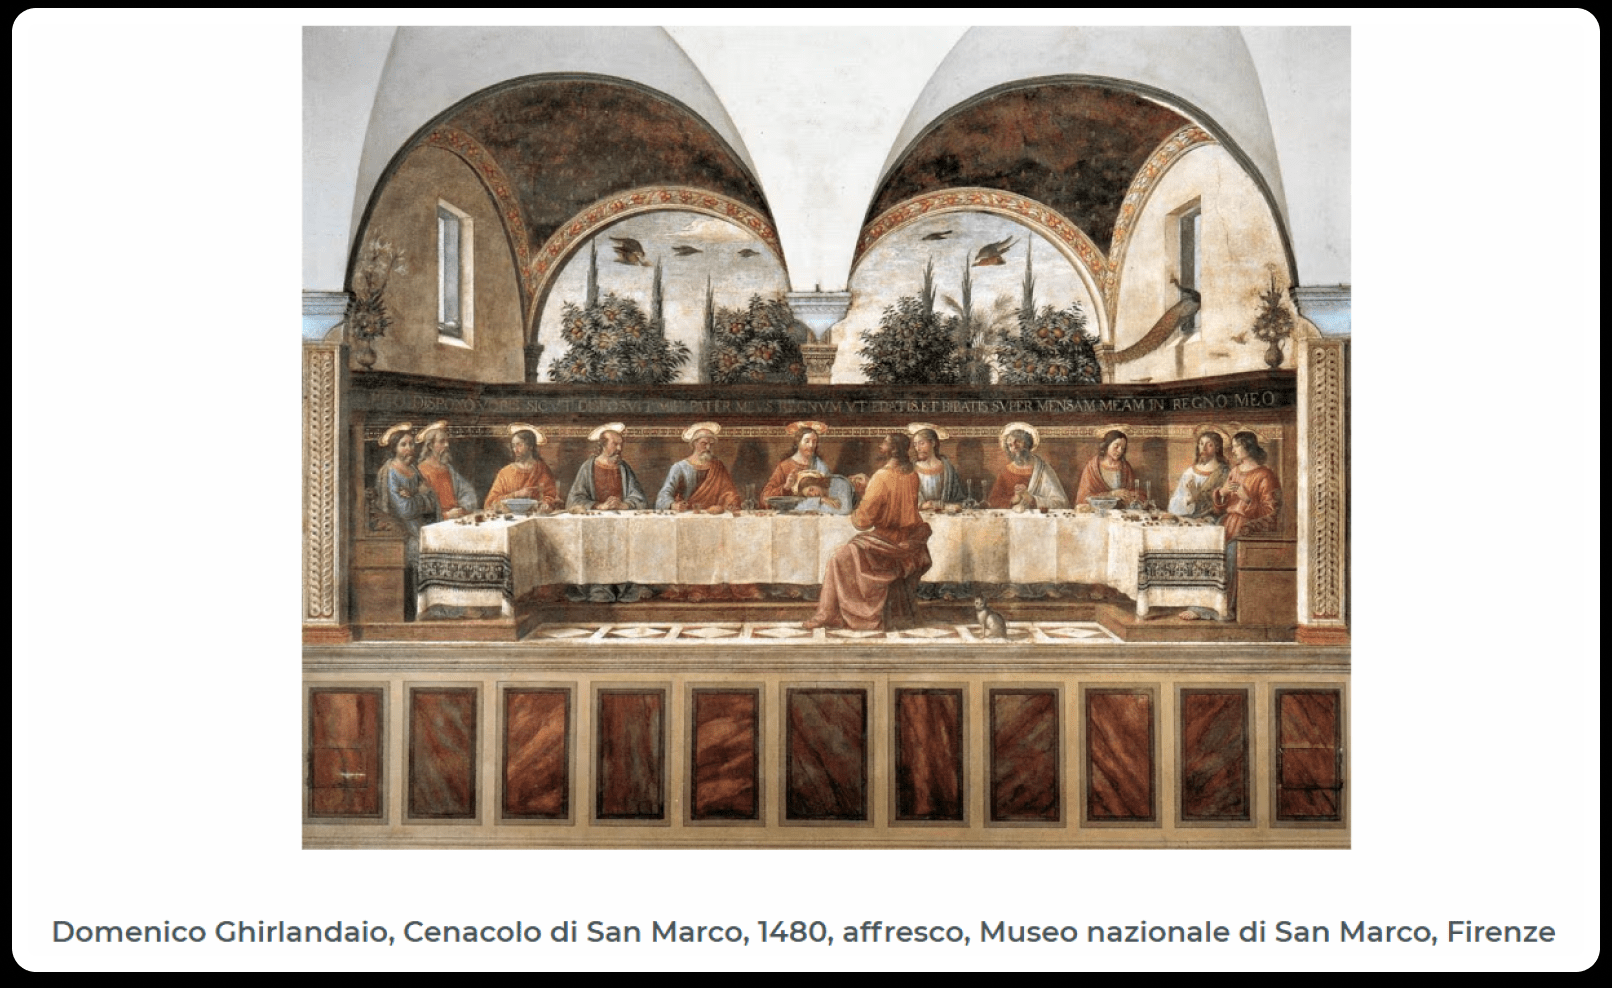 EGO DISPONO VOBIS SICVT DISPOSVIT MIHI PATER MEVS REGNVM VT EDATIS ET BIBATIS SVPER MENSAM MEAM IN REGNO MEO
Domenico Ghirlandaio, Cenacolo di San Marco, 1480, affresco, Museo nazionale di San Marco, Firenze